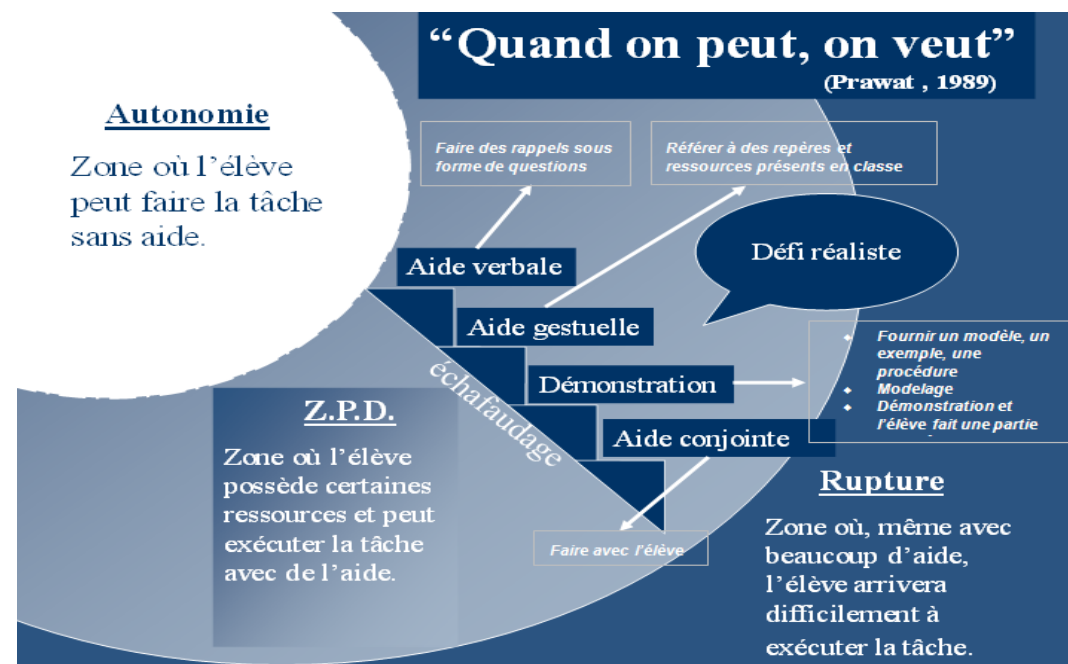 “Quand on peut, on veut”
(Prawat , 1989)
Autonomie
Zone où l’élève
peut faire la tâche
sans aide.
Faire des rappels sous
forme de questions
Référer à des repères et
ressources présents en classe
Défi réaliste
Aide verbale
Aide gestuelle
Démonstration
Aide conjointe
échafaudage
Fournir un modèle, un
exemple, une
procédure
Modelage
Démonstration et
l’élève fait une partie
Z.P.D.
Zone où l’élève
possède certaines
ressources et peut
exécuter la tâche
avec de l’aide.
Faire avec l’élève
Rupture
Zone où, même avec
beaucoup d’aide,
l’élève arrivera
difficilement à
exécuter la tâche.